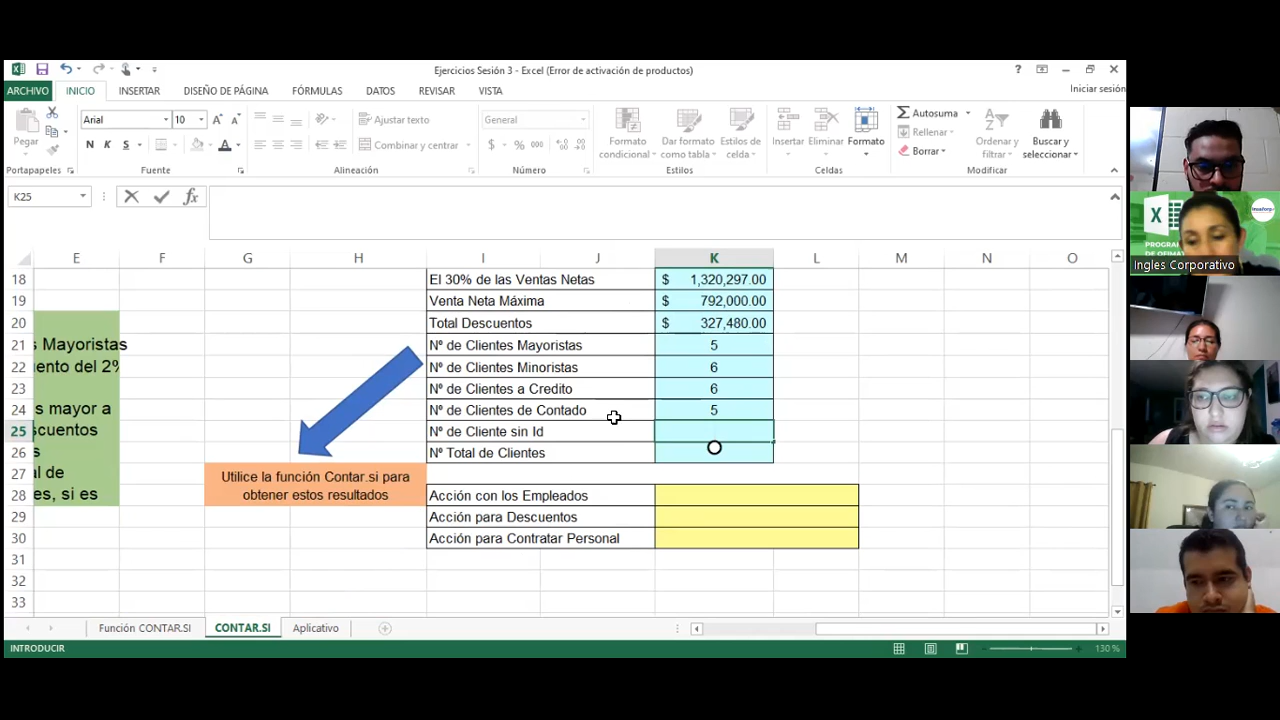 Ejercicios Sesión 3 - Excel (Error de activación de productos)
ARCHIVO INICIO INSERTAR DISEÑO DE PÁGINA FÓRMULAS DATOS REVISAR VISTA Iniciar sesión
Pegar
Arial 10
N K S
Ajustar texto
Combinar y centrar
General
$ % 000
Formato condicional
Dar formato como tabla
Estilos de celda
Insertar Eliminar Formato
Autosuma
Rellenar
Borrar
Ordenar y filtrar
Buscar y seleccionar
Portapapeles Fuente Alineación Número Estilos Celdas Modificar
K25 fx
E F G H I J K L M N O
18 El 30% de las Ventas Netas $ 1,320,297.00
19 Venta Neta Máxima $ 792,000.00
20 Total Descuentos $ 327,480.00
21 s Mayoristas Nº de Clientes Mayoristas 5
22 ento del 2% Nº de Clientes Minoristas 6
23 Nº de Clientes a Credito 6
24 s mayor a Nº de Clientes de Contado 5
25 scuentos Nº de Cliente sin Id
26 s Nº Total de Clientes
27 al de Utilice la función Contar.si para
28 es, si es obtener estos resultados Acción con los Empleados
29 Acción para Descuentos
30 Acción para Contratar Personal
31
32
33
Función CONTAR.SI CONTAR.SI Aplicativo
INTRODUCIR 130 %
Ingles Corporativo